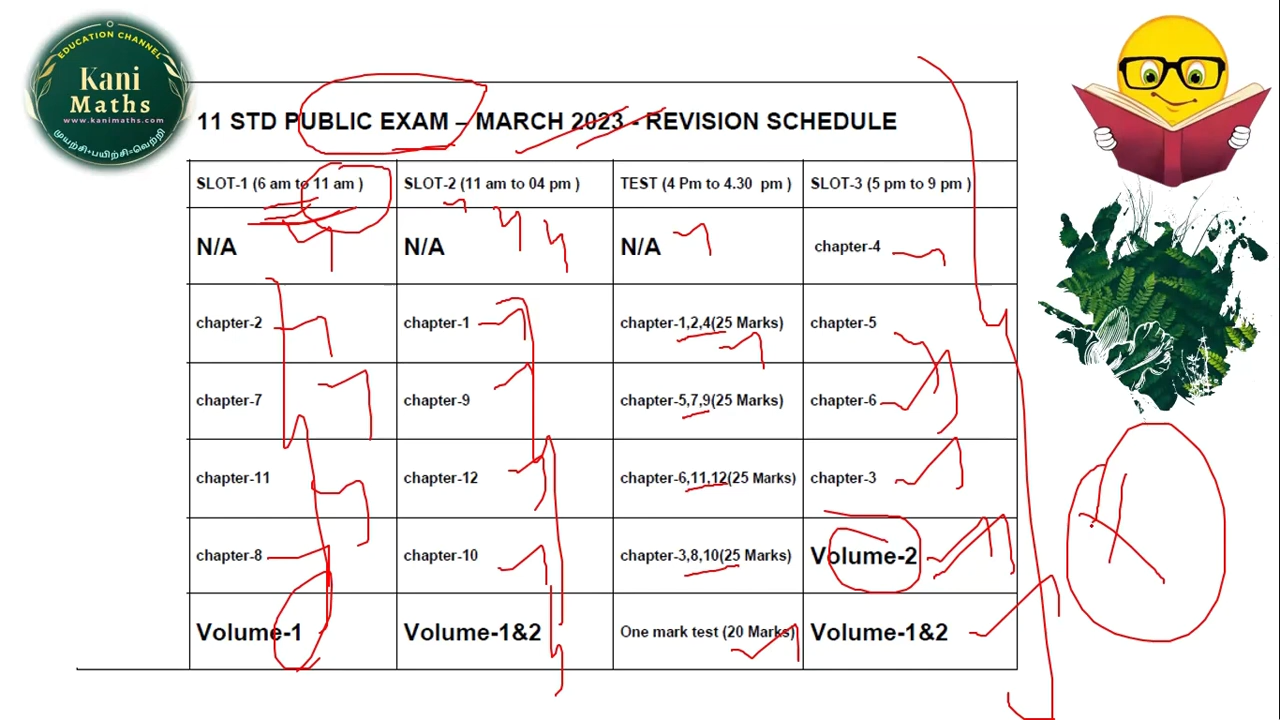 EDUCATION CHANNEL
Kani
Maths
www.kanimaths.com
முயற்சி+பயிற்சி=வெற்றி
11 STD PUBLIC EXAM – MARCH 2023 - REVISION SCHEDULE
SLOT-1 (6 am to 11 am ) SLOT-2 (11 am to 04 pm ) TEST (4 Pm to 4.30 pm ) SLOT-3 (5 pm to 9 pm )
N/A N/A N/A chapter-4
chapter-2 chapter-1 chapter-1,2,4(25 Marks) chapter-5
chapter-7 chapter-9 chapter-5,7,9(25 Marks) chapter-6
chapter-11 chapter-12 chapter-6,11,12(25 Marks) chapter-3
chapter-8 chapter-10 chapter-3,8,10(25 Marks) Volume-2
Volume-1 Volume-1&2 One mark test (20 Marks) Volume-1&2